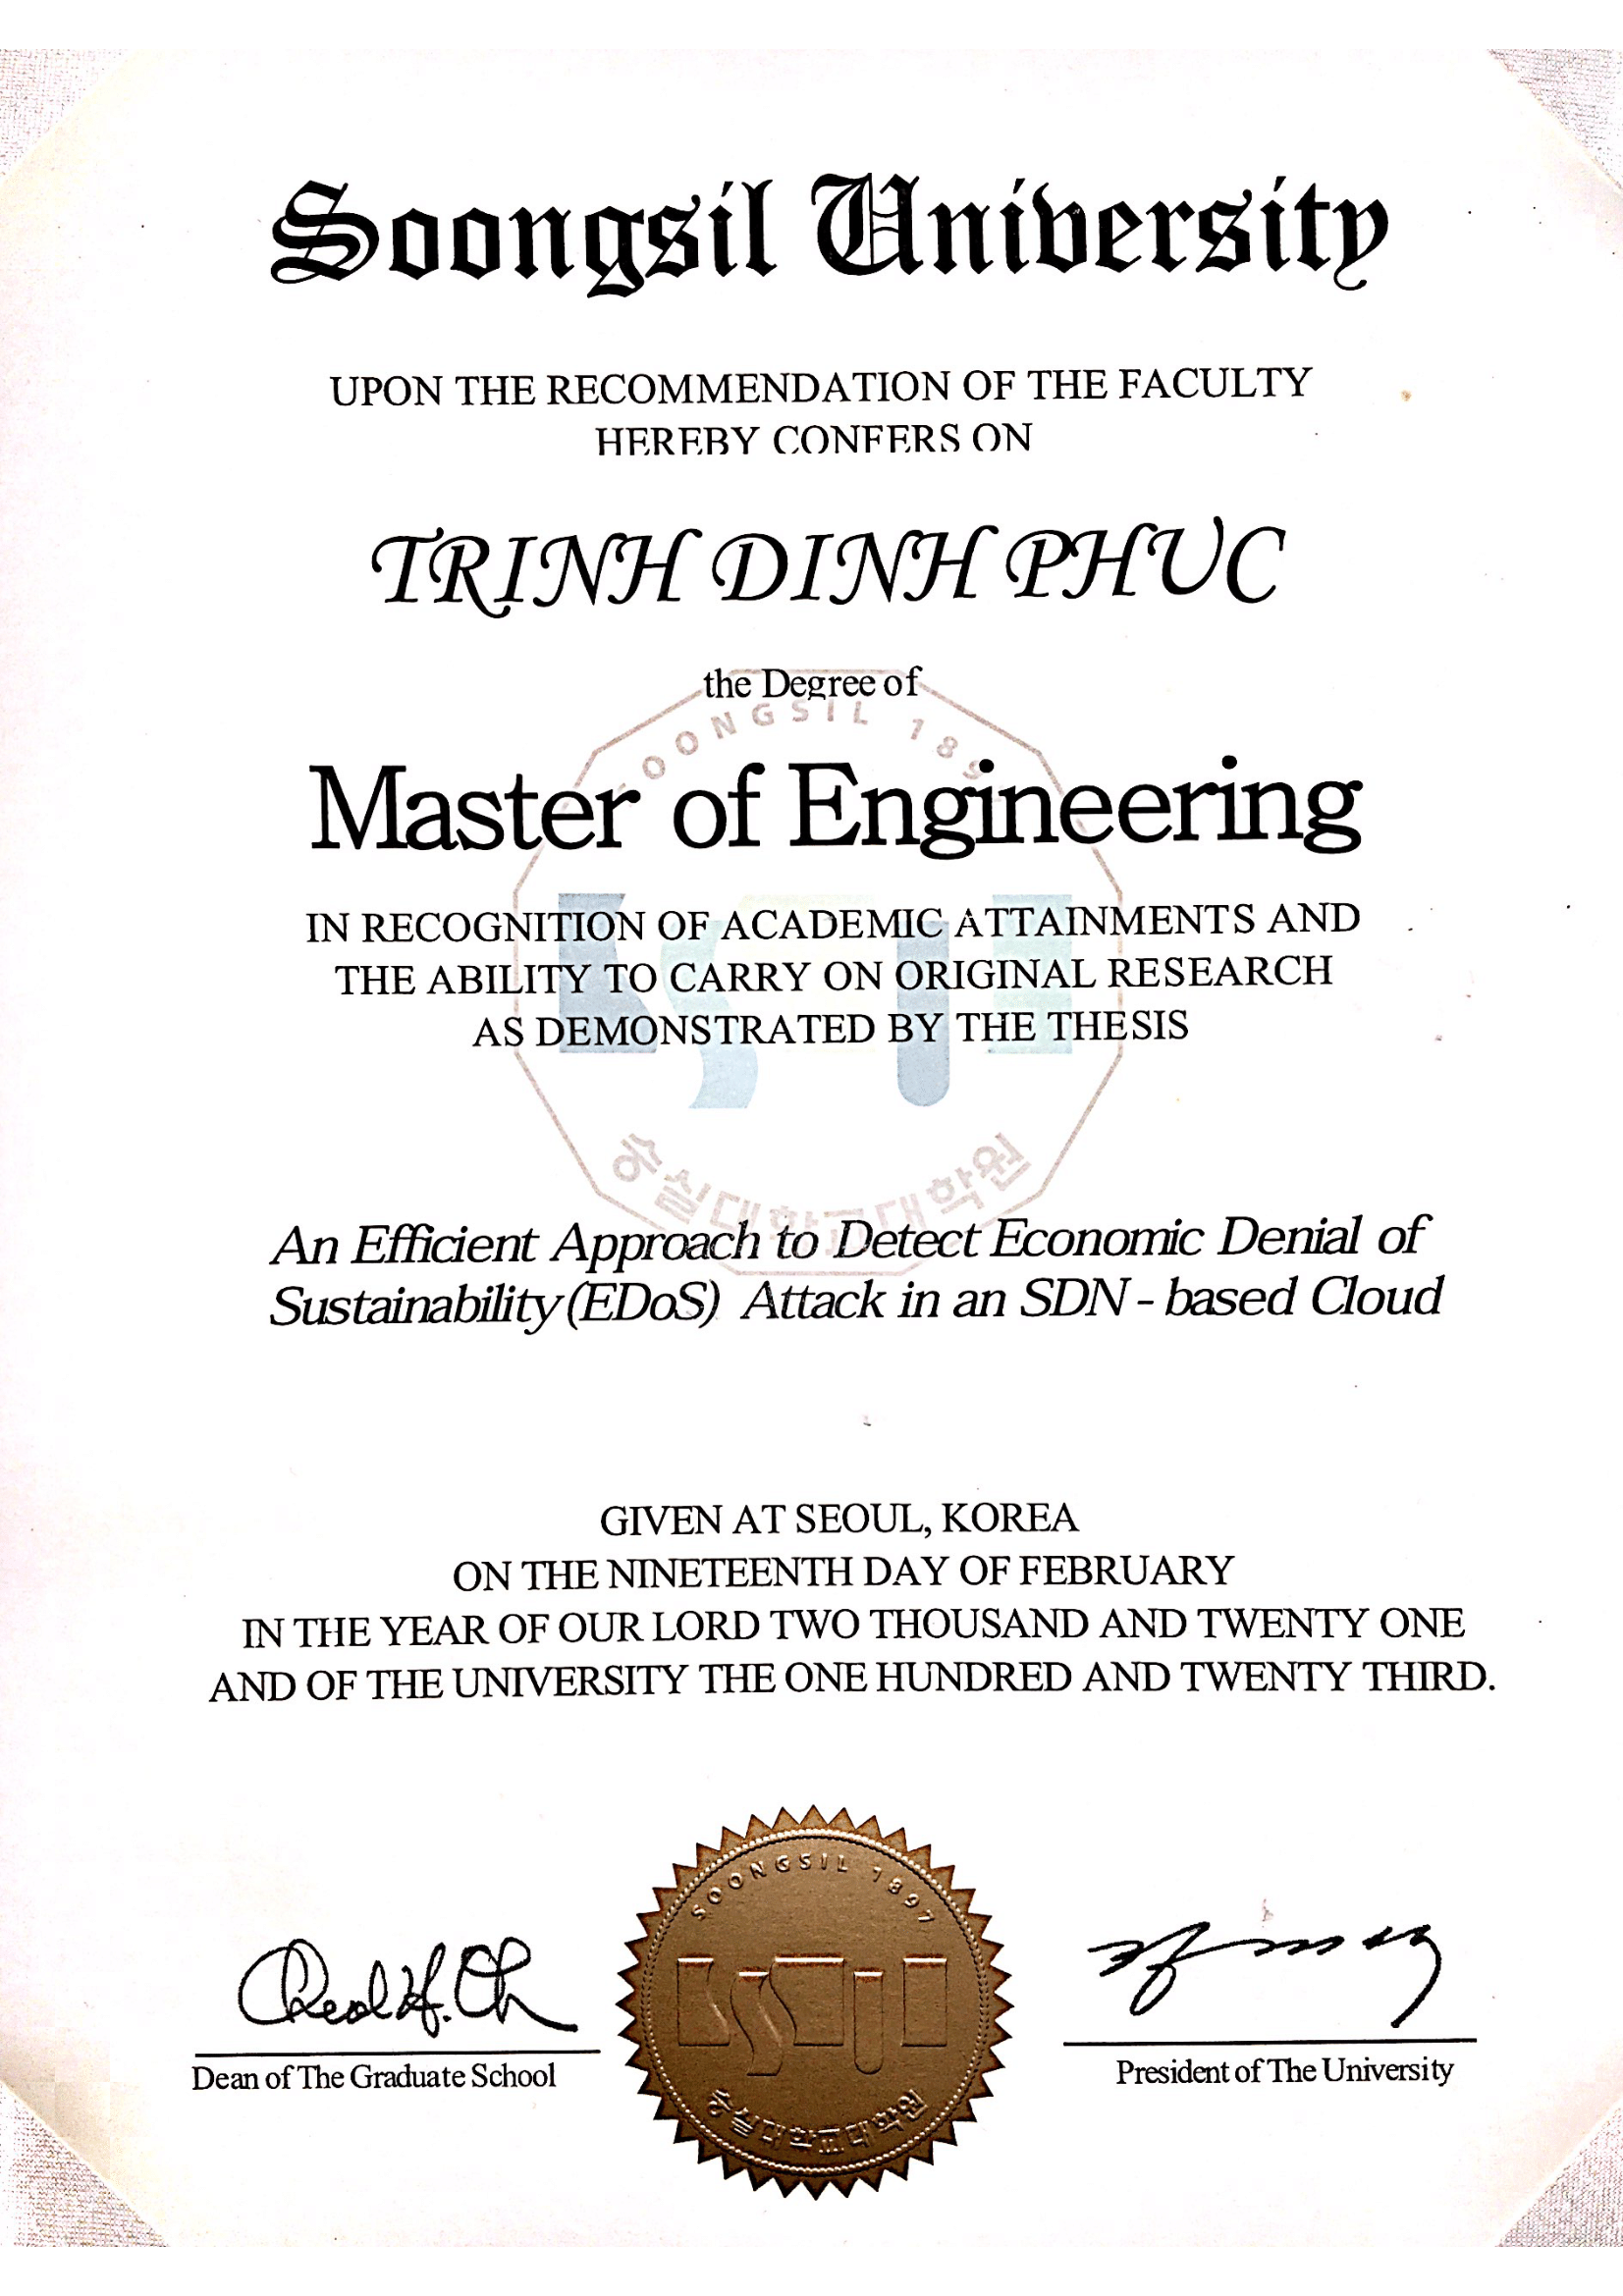 Soongsil University
UPON THE RECOMMENDATION OF THE FACULTY
HEREBY CONFERS ON
TRINH DINH PHUC
the Degree of
SOONGSIL 1897
Master of Engineering
IN RECOGNITION OF ACADEMIC ATTAINMENTS AND
THE ABILITY TO CARRY ON ORIGINAL RESEARCH
AS DEMONSTRATED BY THE THESIS
숭실대학교대학원
An Efficient Approach to Detect Economic Denial of
Sustainability (EDoS) Attack in an SDN - based Cloud
GIVEN AT SEOUL, KOREA
ON THE NINETEENTH DAY OF FEBRUARY
IN THE YEAR OF OUR LORD TWO THOUSAND AND TWENTY ONE
AND OF THE UNIVERSITY THE ONE HUNDRED AND TWENTY THIRD.
SOONGSIL 1897
숭실대학교대학원
Dean of The Graduate School
President of The University